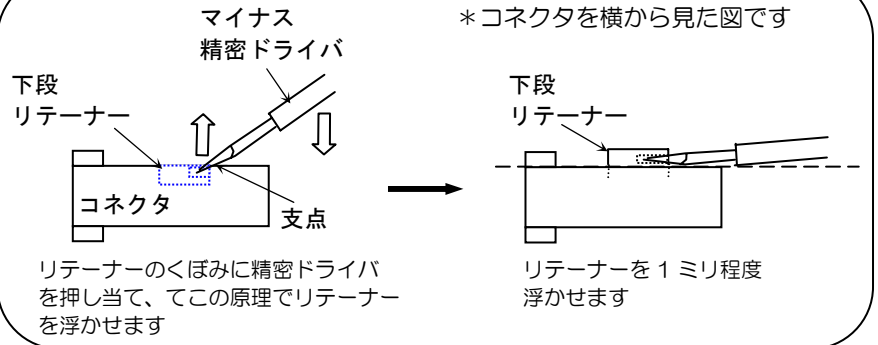 ＊コネクタを横から見た図です
マイナス
精密ドライバ
下段
リテーナー
コネクタ
支点
リテーナーのくぼみに精密ドライバ
を押し当て、てこの原理でリテーナー
を浮かせます
下段
リテーナー
リテーナーを 1 ミリ程度
浮かせます